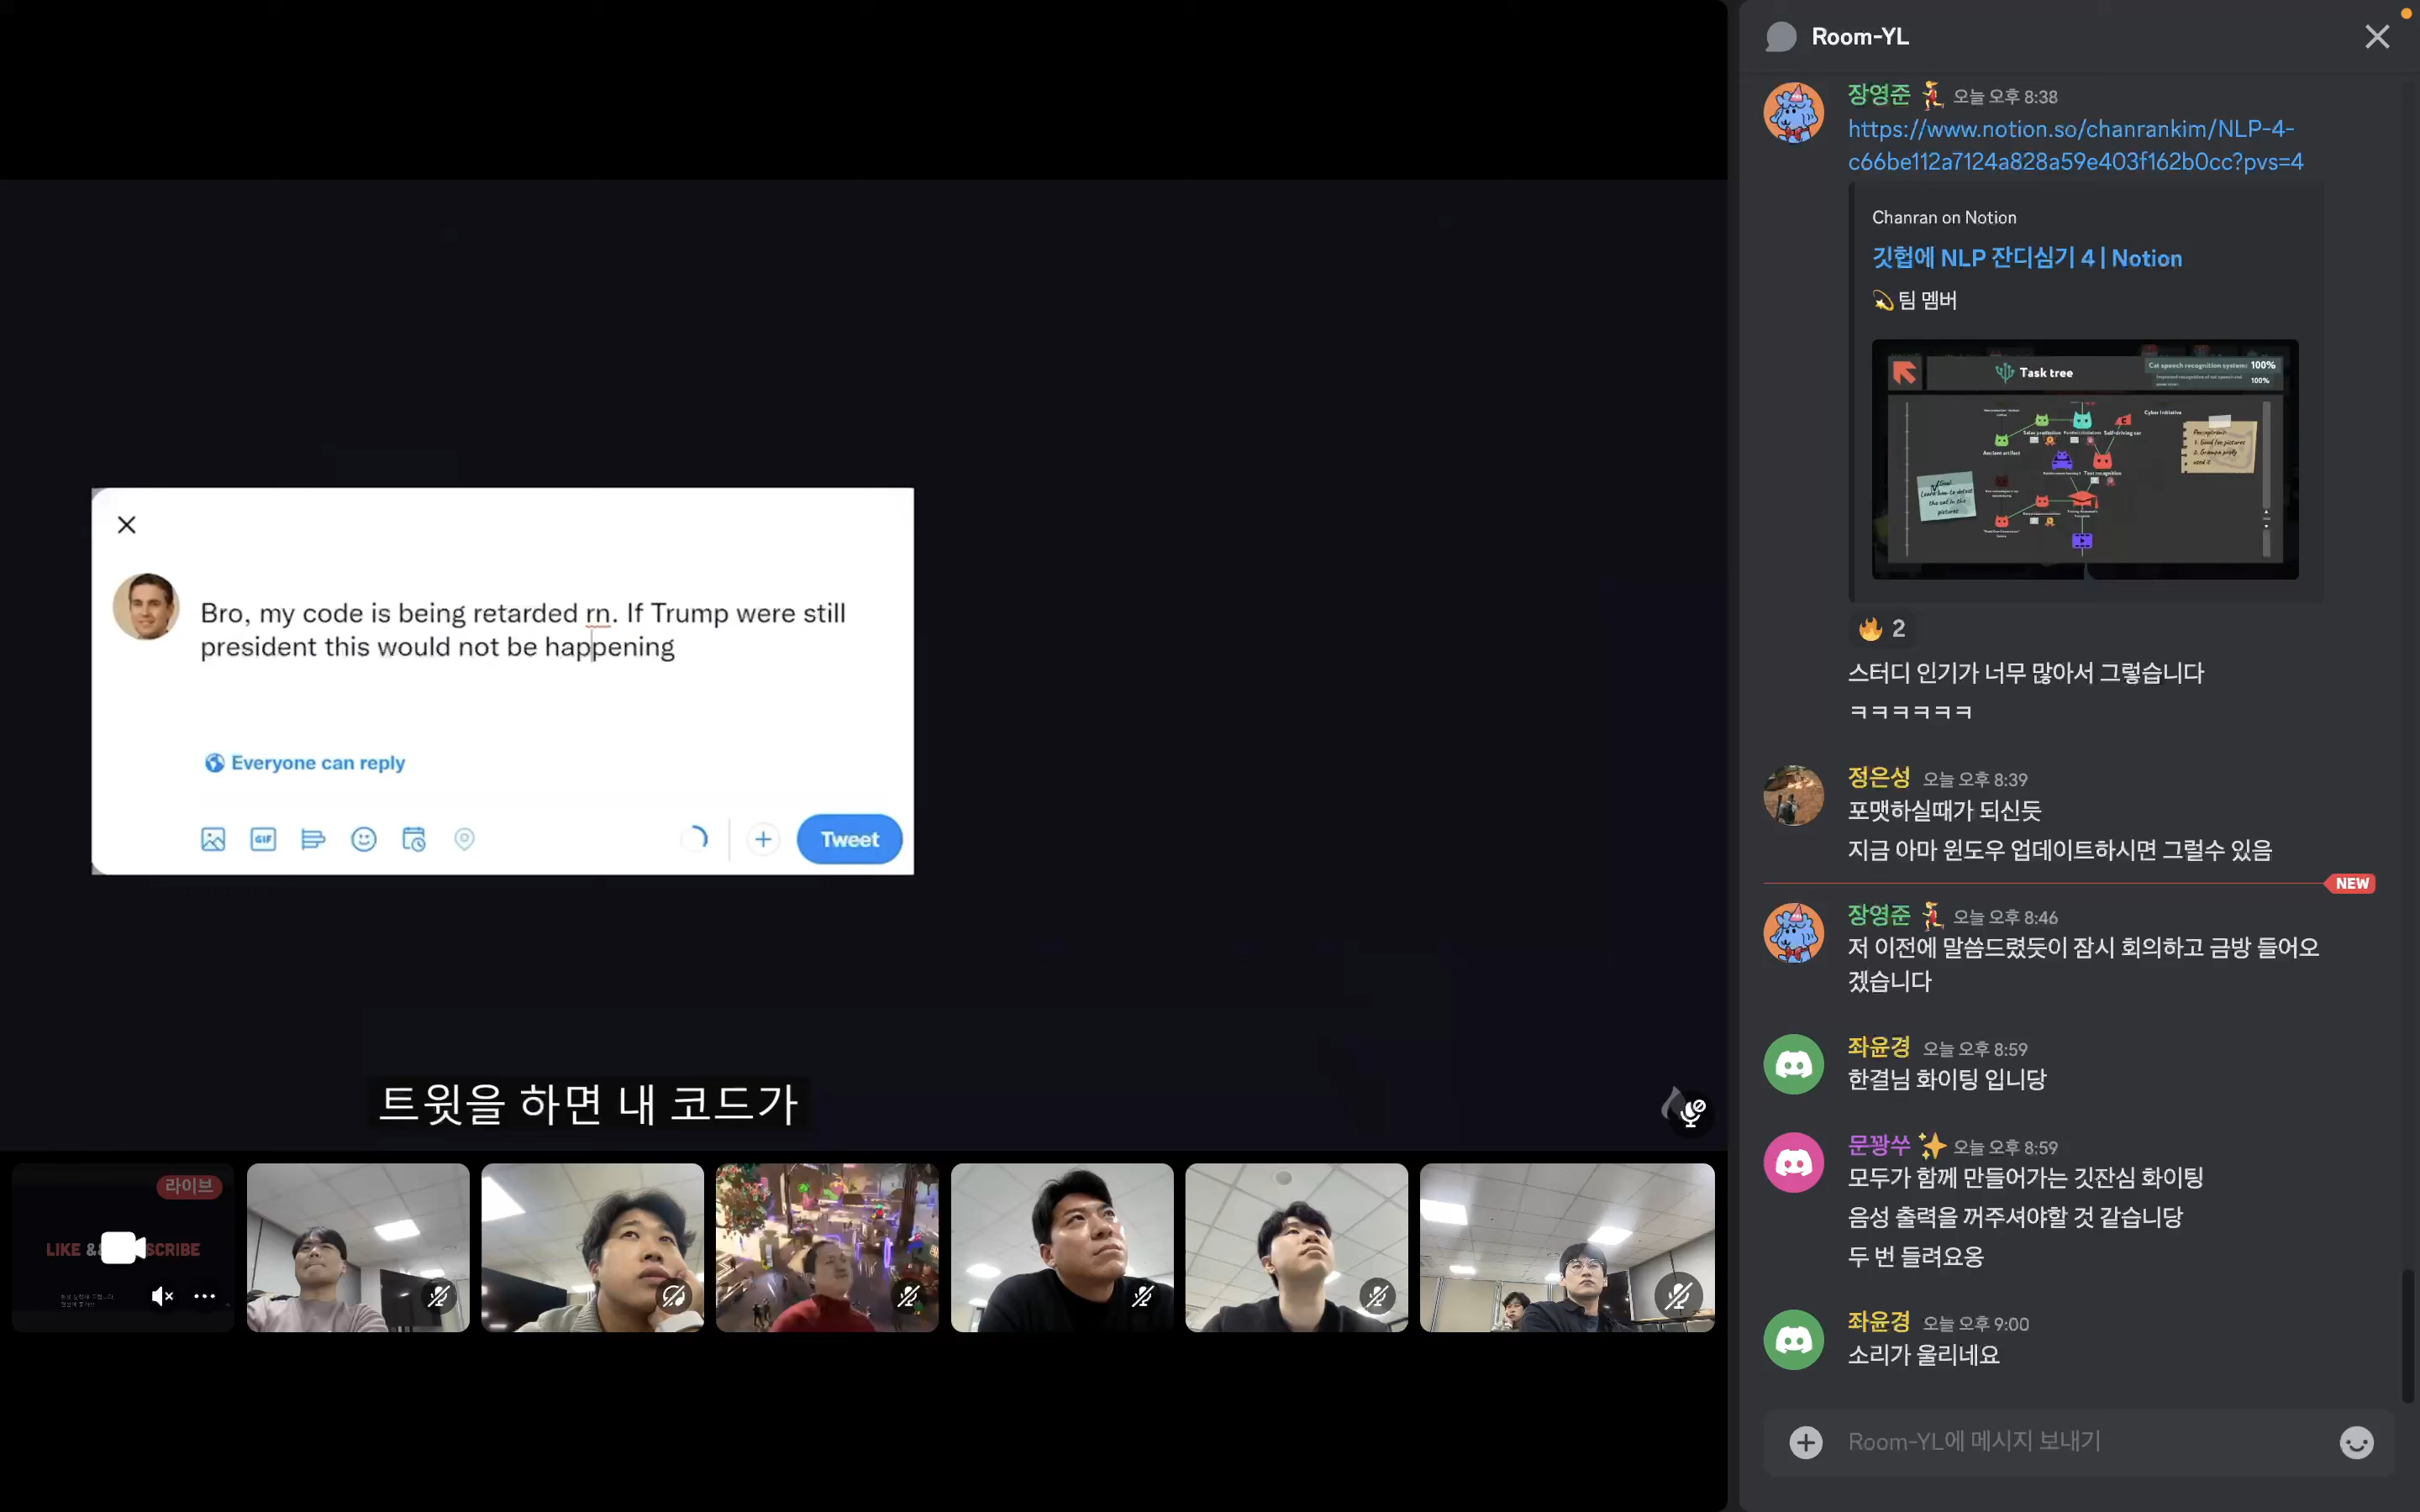 Bro, my code is being retarded rn. If Trump were still
president this would not be happening
Everyone can reply
GIF
Tweet
트윗을 하면 내 코드가
라이브
LIKE &
SCRIBE
Room-YL
장영준 오늘 오후 8:38
https://www.notion.so/chanrankim/NLP-4-
c66be112a7124a828a59e403f162b0cc?pvs=4
Chanran on Notion
깃헙에 NLP 잔디심기 4 | Notion
💫 팀 멤버
Task tree
Cat speech recognition system: 100%
100%
Cyber Initiative
Ancient artifact
🔥 2
스터디 인기가 너무 많아서 그렇습니다
ㅋㅋㅋㅋㅋㅋ
정은성 오늘 오후 8:39
포맷하실때가 되신듯
지금 아마 윈도우 업데이트하시면 그럴수 있음
NEW
장영준 오늘 오후 8:46
저 이전에 말씀드렸듯이 잠시 회의하고 금방 들어오
겠습니다
좌윤경 오늘 오후 8:59
한결님 화이팅 입니당
문꽝쑤 ✨ 오늘 오후 8:59
모두가 함께 만들어가는 깃잔심 화이팅
음성 출력을 꺼주셔야할 것 같습니당
두 번 들려요옹
좌윤경 오늘 오후 9:00
소리가 울리네요
Room-YL에 메시지 보내기